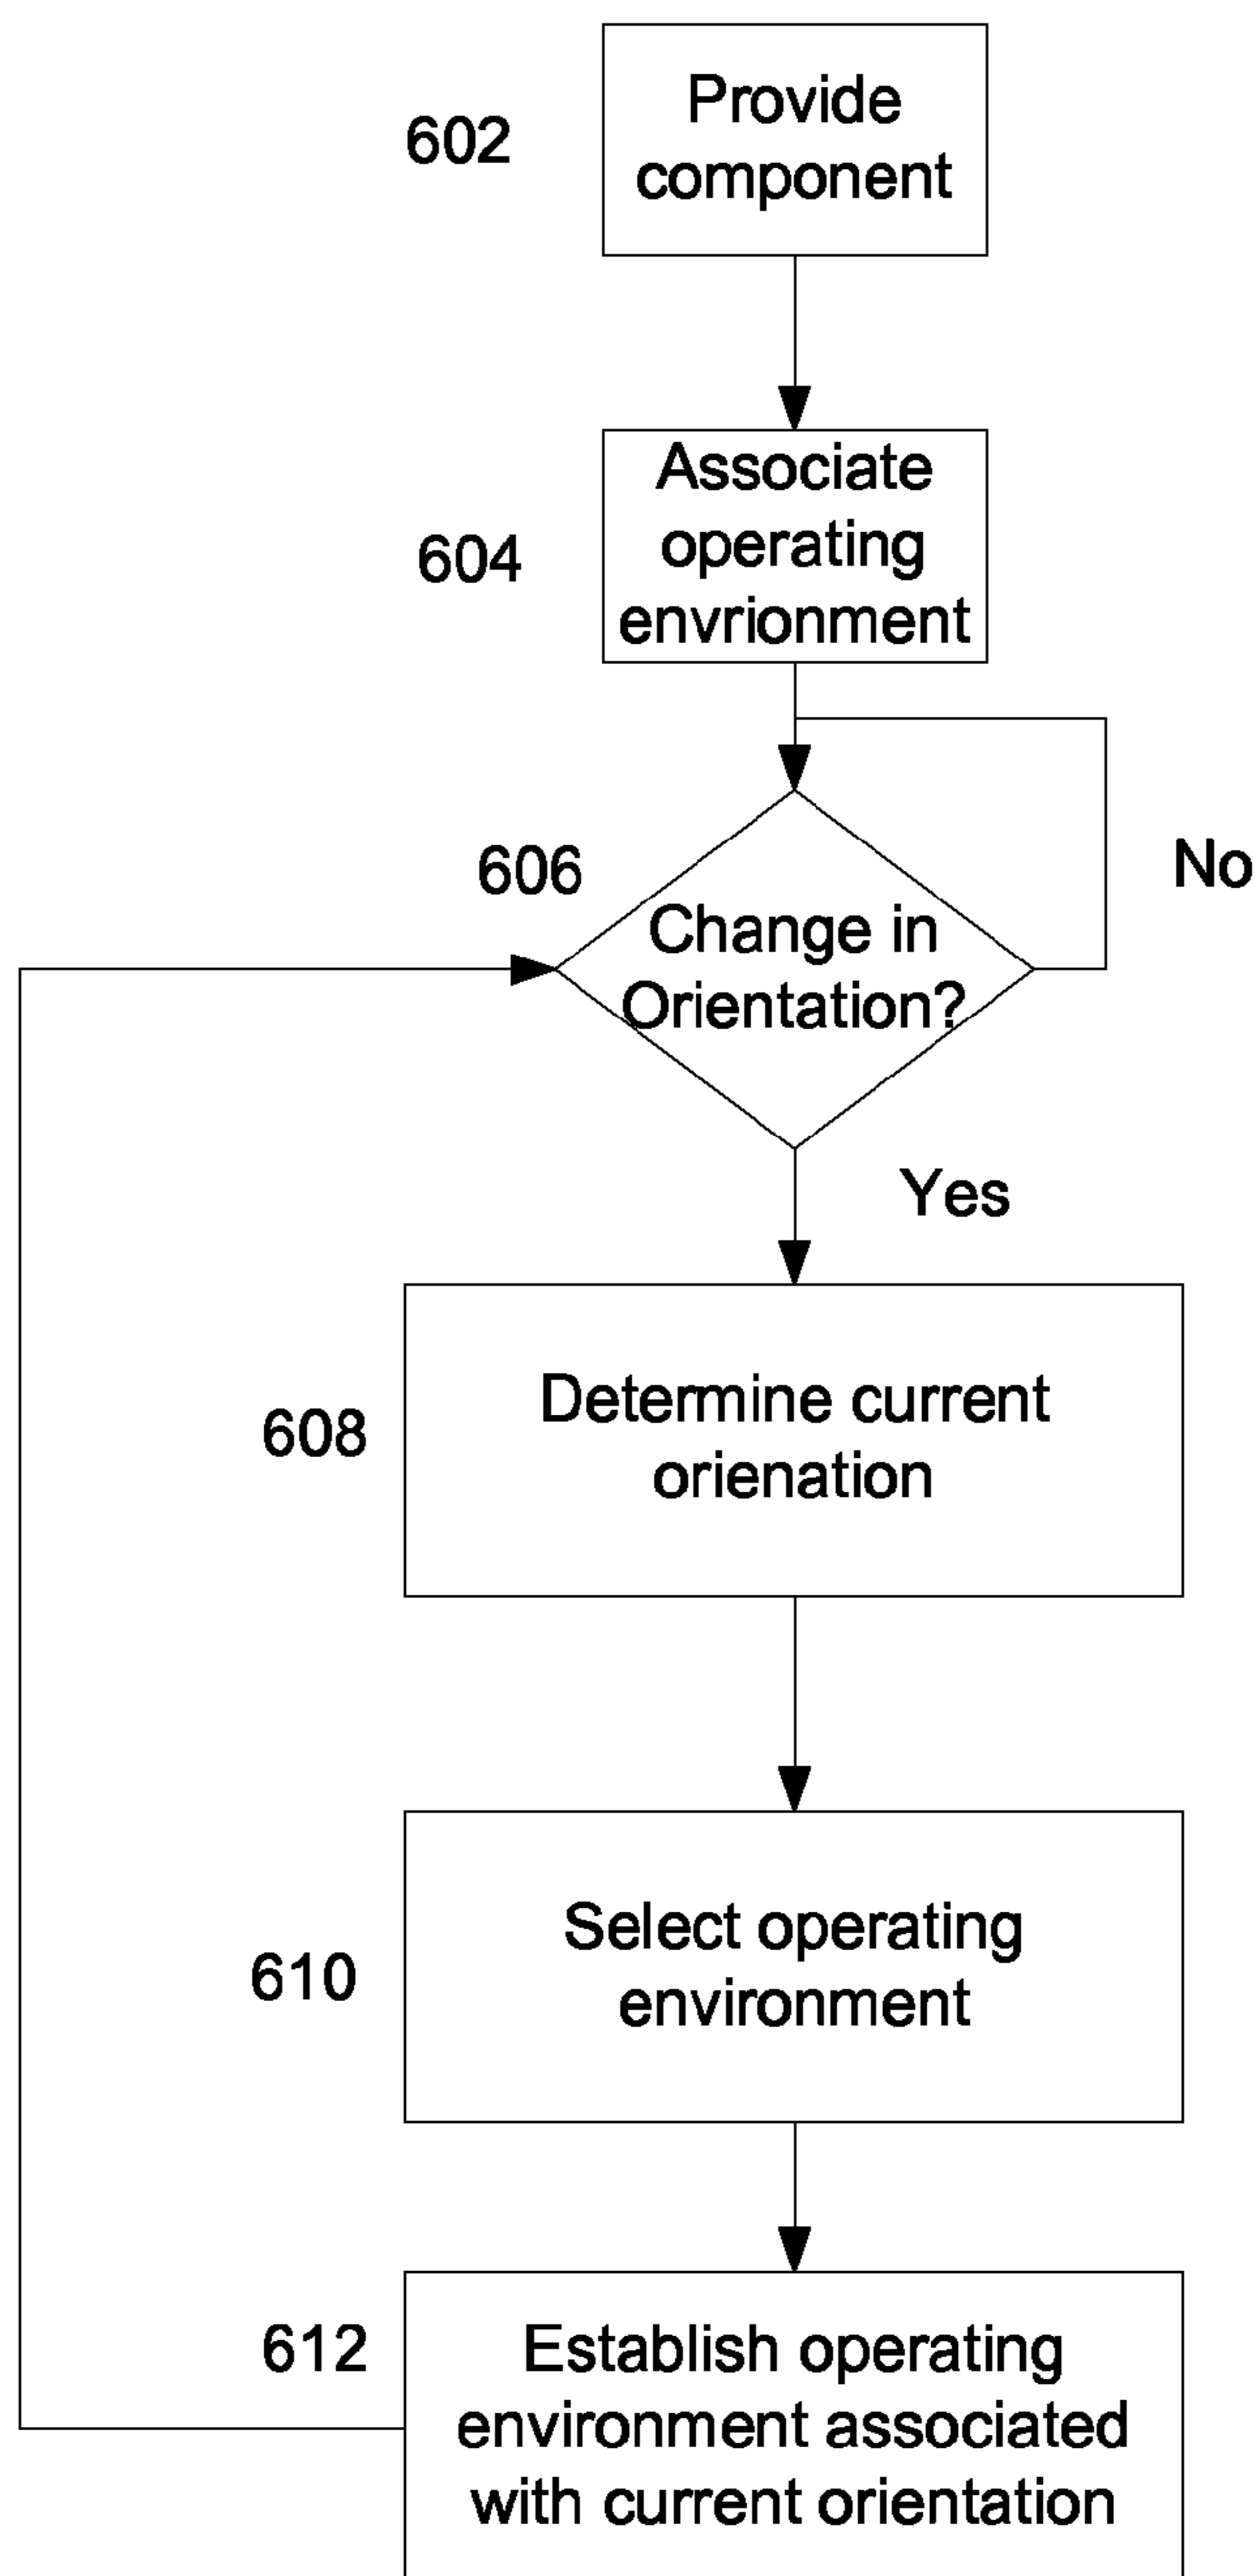 602
Provide
component
604
Associate
operating
envrionment
606
Change in
Orientation?
No
Yes
608
Determine current
orienation
610
Select operating
environment
612
Establish operating
environment associated
with current orientation